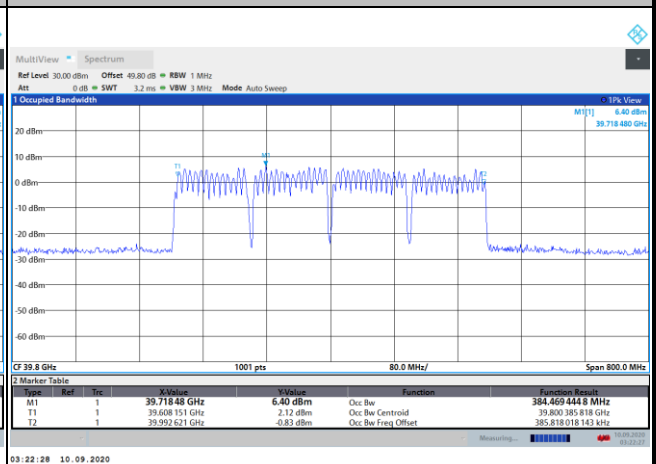 MultiView Spectrum
Ref Level 30.00 dBm Offset 49.80 dB RBW 1 MHz
Att 0 dB SWT 3.2 ms VBW 3 MHz Mode Auto Sweep
1 Occupied Bandwidth 1Pk View
M1[1] 6.40 dBm
39.718 480 GHz
20 dBm
10 dBm
M1
T1
T2
0 dBm
-10 dBm
-20 dBm
-30 dBm
-40 dBm
-50 dBm
-60 dBm
CF 39.8 GHz 1001 pts 80.0 MHz/ Span 800.0 MHz
2 Marker Table
Type Ref Trc X-Value Y-Value Function Function Result
M1 1 39.718 48 GHz 6.40 dBm Occ Bw 384.469 444 8 MHz
T1 1 39.608 151 GHz 2.12 dBm Occ Bw Centroid 39.800 385 818 GHz
T2 1 39.992 621 GHz -0.83 dBm Occ Bw Freq Offset 385.818 018 143 kHz
Measuring... 10.09.2020
03:22:27
03:22:28 10.09.2020